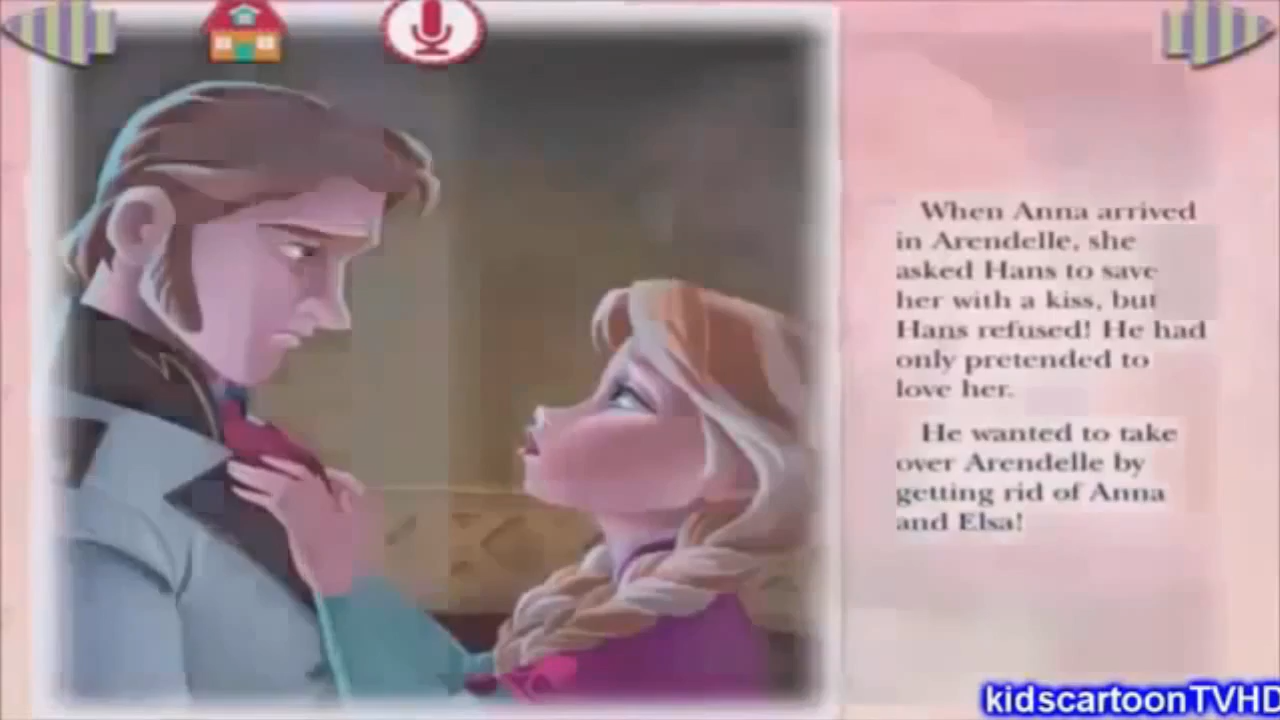 When Anna arrived
in Arendelle, she
asked Hans to save
her with a kiss, but
Hans refused! He had
only pretended to
love her.
He wanted to take
over Arendelle by
getting rid of Anna
and Elsa!
kidscartoonTVHD